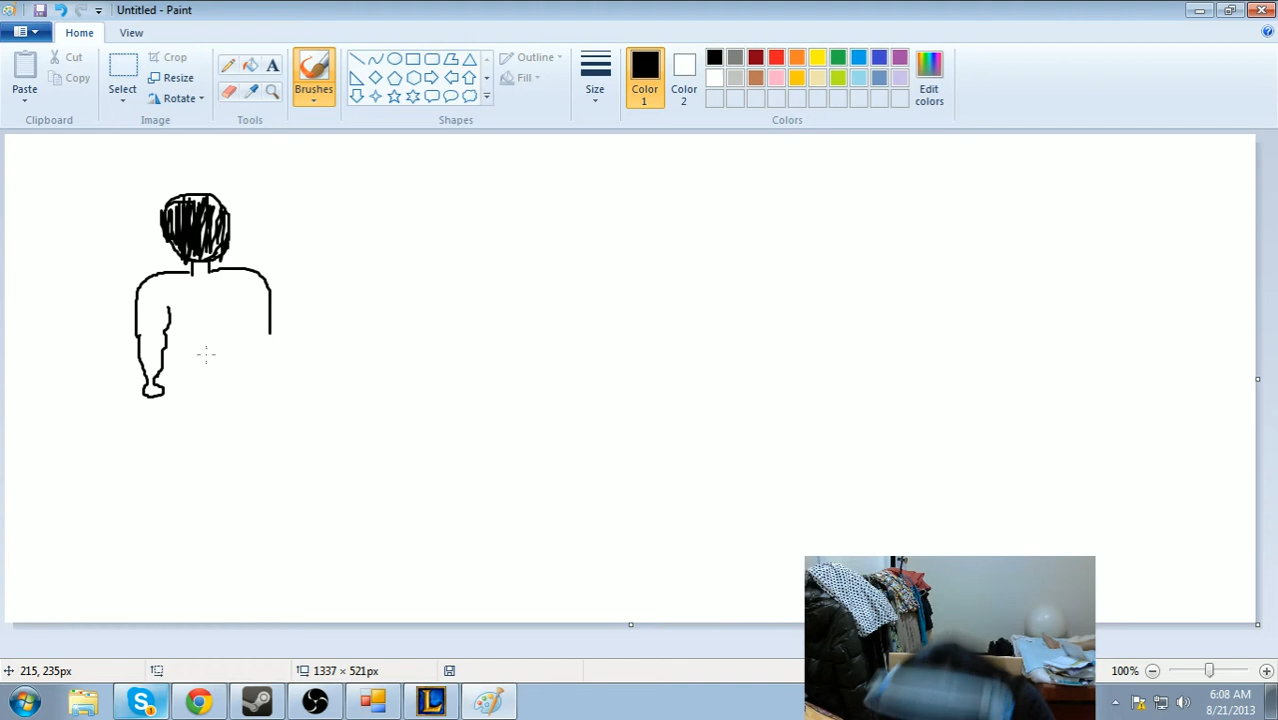 Untitled - Paint
Home View
Paste
Cut
Copy
Clipboard
Select
Crop
Resize
Rotate
Image
A
Tools
Brushes
Outline
Fill
Shapes
Size
Color 1
Color 2
Edit colors
Colors
215, 235px
1337 × 521px
100%
6:08 AM
8/21/2013